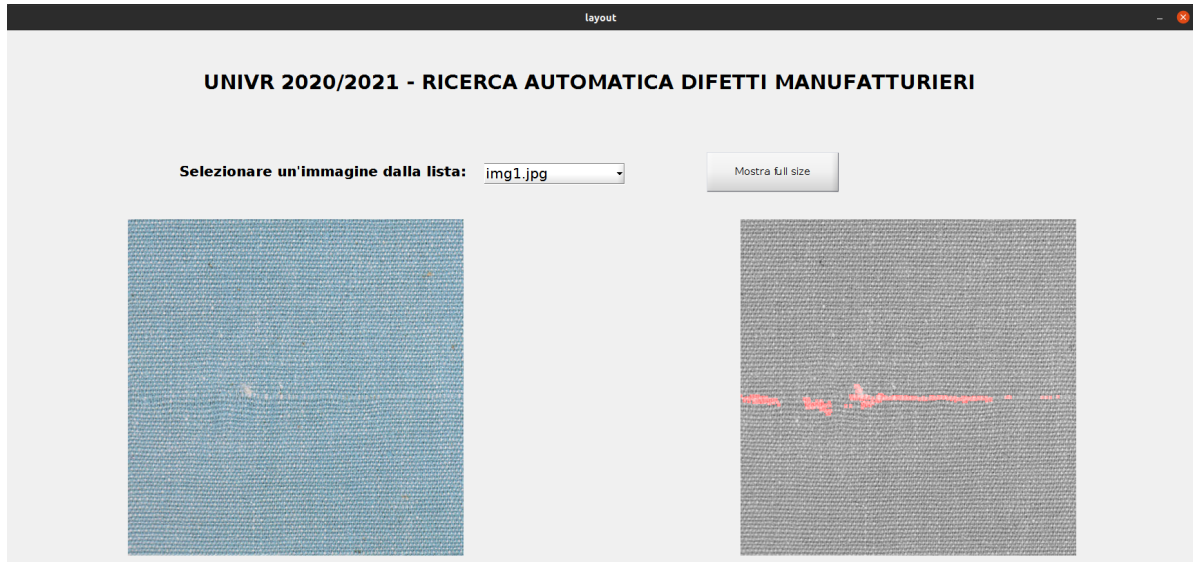 layout
UNIVR 2020/2021 - RICERCA AUTOMATICA DIFETTI MANUFATTURIERI
Selezionare un'immagine dalla lista:
img1.jpg
Mostra full size